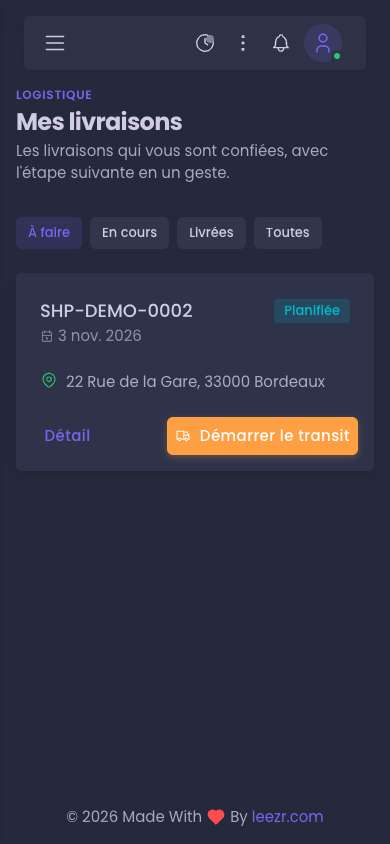 LOGISTIQUE
Mes livraisons
Les livraisons qui vous sont confiées, avec
l'étape suivante en un geste.
À faire En cours Livrées Toutes
SHP-DEMO-0002 Planifiée
3 nov. 2026
22 Rue de la Gare, 33000 Bordeaux
Détail Démarrer le transit
© 2026 Made With ❤ By leezr.com